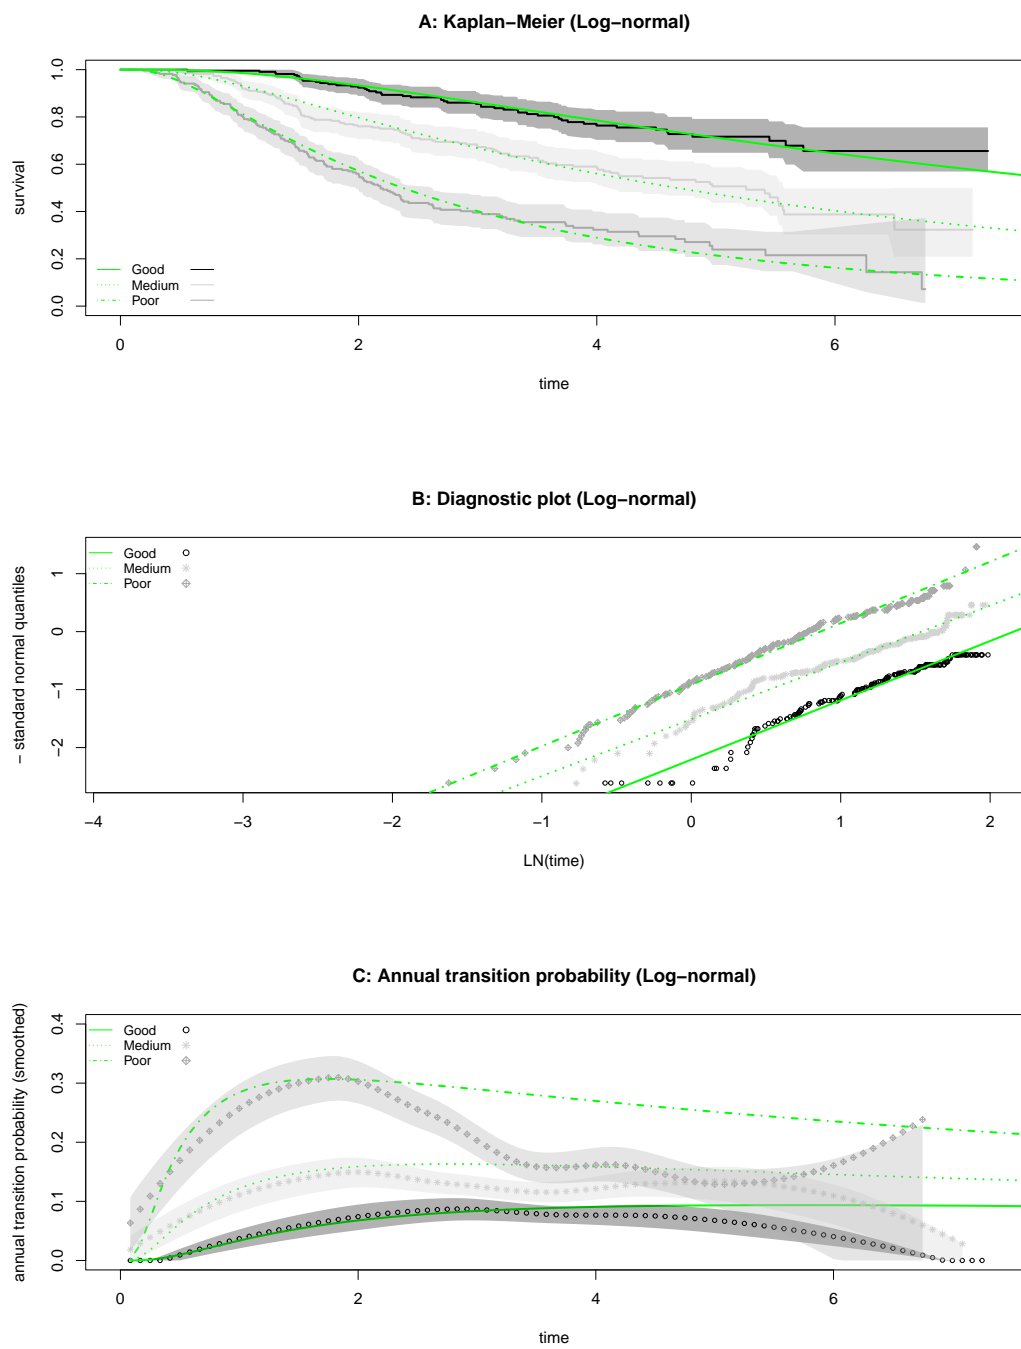 A: Kaplan−Meier (Log−normal)
survival
1.0
0.8
0.6
0.4
0.2
0.0
Good
Medium
Poor
0 2 4 6
time
B: Diagnostic plot (Log−normal)
− standard normal quantiles
1
0
−1
−2
Good
Medium
Poor
−4 −3 −2 −1 0 1 2
LN(time)
C: Annual transition probability (Log−normal)
annual transition probability (smoothed)
0.4
0.3
0.2
0.1
0.0
Good
Medium
Poor
0 2 4 6
time